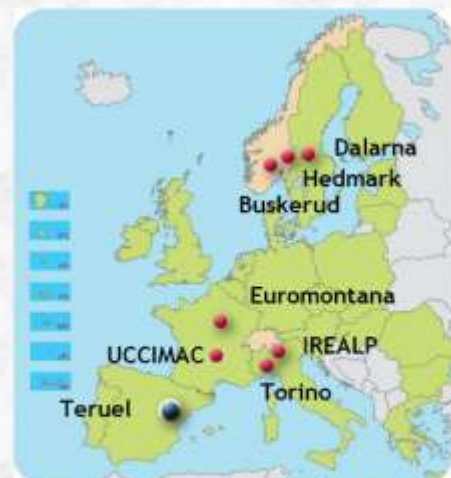 Dalarna
Hedmark
Buskerud
Euromontana
UCCIMAC
IREALP
Torino
Teruel